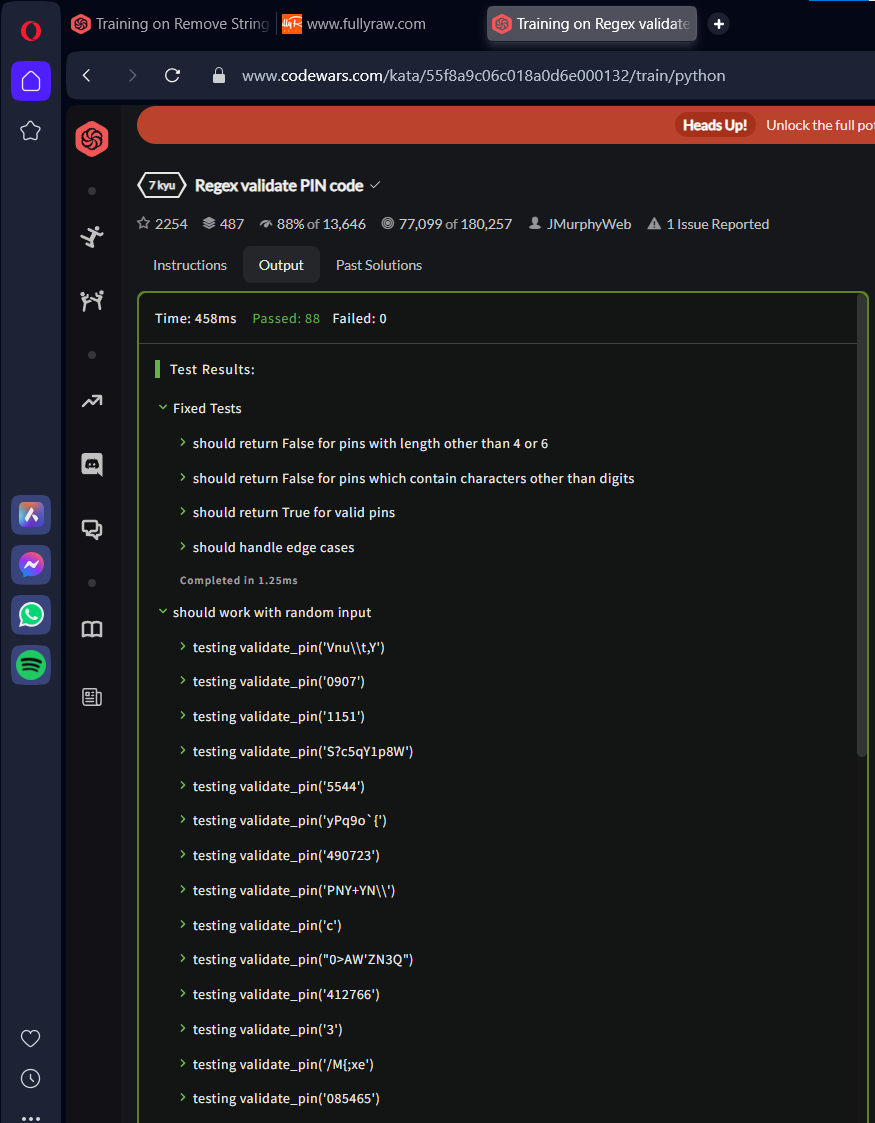 Training on Remove String
www.fullyraw.com
Training on Regex validate
www.codewars.com/kata/55f8a9c06c018a0d6e000132/train/python
Heads Up! Unlock the full pot
7 kyu Regex validate PIN code
2254 487 88% of 13,646 77,099 of 180,257 JMurphyWeb 1 Issue Reported
Instructions Output Past Solutions
Time: 458ms Passed: 88 Failed: 0
Test Results:
Fixed Tests
should return False for pins with length other than 4 or 6
should return False for pins which contain characters other than digits
should return True for valid pins
should handle edge cases
Completed in 1.25ms
should work with random input
testing validate_pin('Vnu\\t,Y')
testing validate_pin('0907')
testing validate_pin('1151')
testing validate_pin('S?c5qY1p8W')
testing validate_pin('5544')
testing validate_pin('yPq9o`{')
testing validate_pin('490723')
testing validate_pin('PNY+YN\\')
testing validate_pin('c')
testing validate_pin("0>AW'ZN3Q")
testing validate_pin('412766')
testing validate_pin('3')
testing validate_pin('/M{;xe')
testing validate_pin('085465')